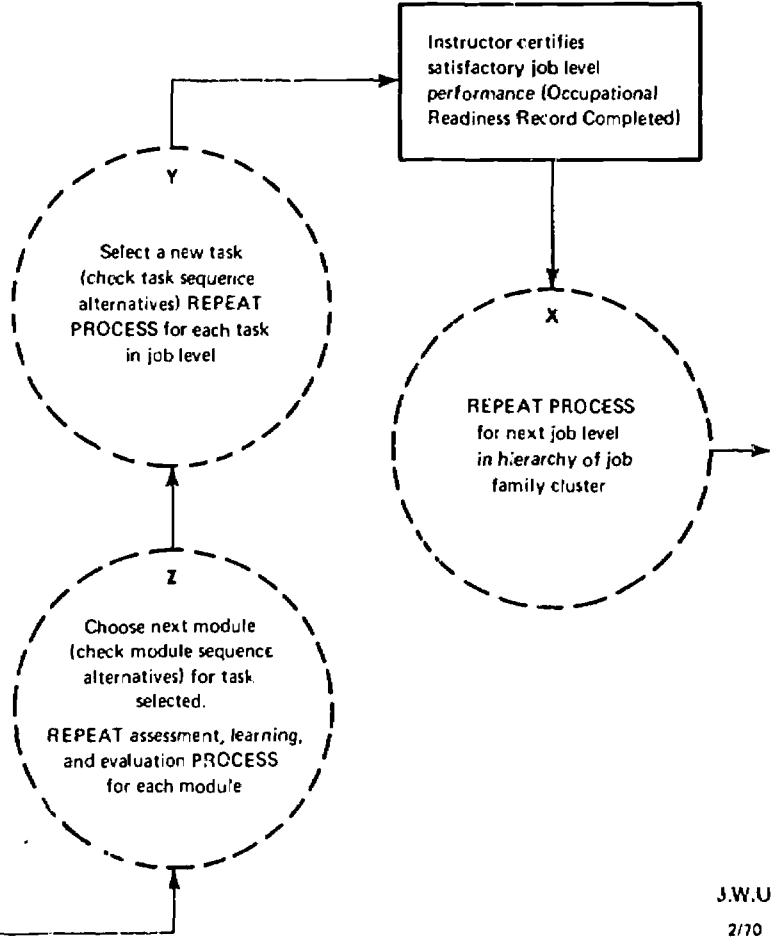 Instructor certifies
satisfactory job level
performance (Occupational
Readiness Record Completed)
Y
Select a new task
(check task sequence
alternatives) REPEAT
PROCESS for each task
in job level
X
REPEAT PROCESS
for next job level
in hierarchy of job
family cluster
Z
Choose next module
(check module sequence
alternatives) for task
selected.
REPEAT assessment, learning,
and evaluation PROCESS
for each module
J.W.U
2/70